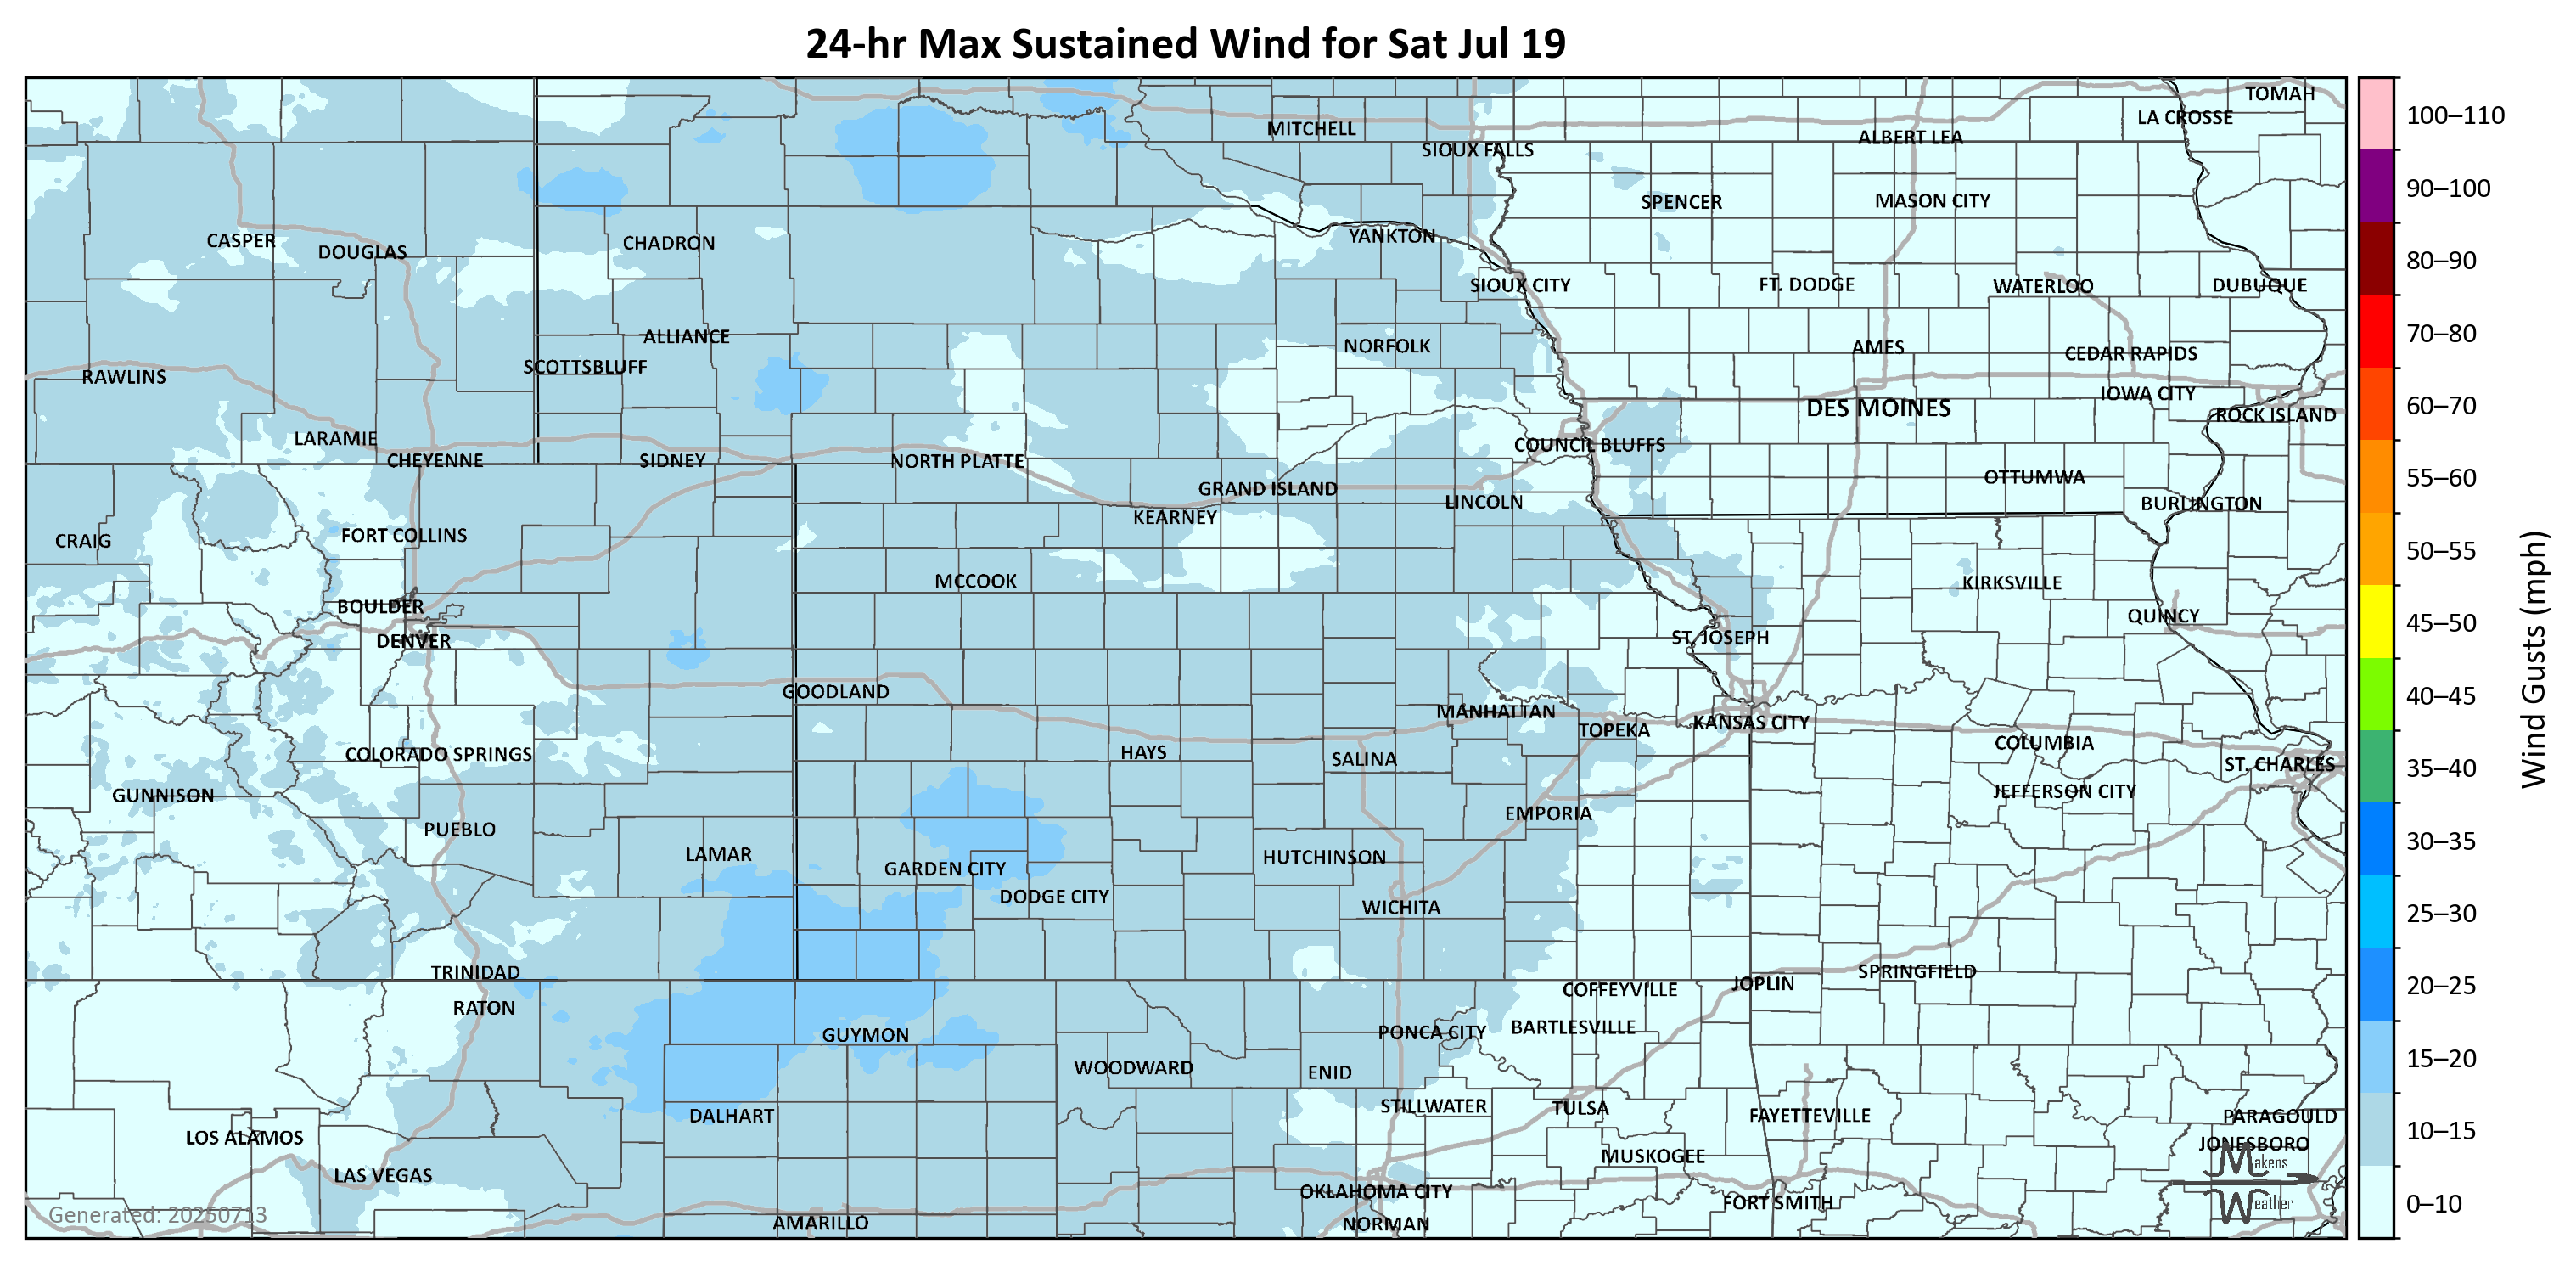 24-hr Max Sustained Wind for Sat Jul 19
TOMAH
LA CROSSE
MITCHELL
ALBERT LEA
SIOUX FALLS
SPENCER
MASON CITY
CASPER
DOUGLAS
CHADRON
YANKTON
SIOUX CITY
FT. DODGE
WATERLOO
DUBUQUE
ALLIANCE
NORFOLK
AMES
CEDAR RAPIDS
SCOTTSBLUFF
RAWLINS
IOWA CITY
DES MOINES
ROCK ISLAND
LARAMIE
COUNCIL BLUFFS
CHEYENNE
SIDNEY
NORTH PLATTE
OTTUMWA
GRAND ISLAND
LINCOLN
BURLINGTON
KEARNEY
FORT COLLINS
CRAIG
MCCOOK
KIRKSVILLE
BOULDER
QUINCY
DENVER
ST. JOSEPH
GOODLAND
MANHATTAN
KANSAS CITY
TOPEKA
COLUMBIA
COLORADO SPRINGS
HAYS
SALINA
ST. CHARLES
GUNNISON
JEFFERSON CITY
EMPORIA
PUEBLO
LAMAR
HUTCHINSON
GARDEN CITY
DODGE CITY
WICHITA
TRINIDAD
SPRINGFIELD
JOPLIN
COFFEYVILLE
RATON
BARTLESVILLE
GUYMON
PONCA CITY
WOODWARD
ENID
STILLWATER
TULSA
DALHART
FAYETTEVILLE
PARAGOULD
LOS ALAMOS
JONESBORO
MUSKOGEE
LAS VEGAS
OKLAHOMA CITY
FORT SMITH
AMARILLO
NORMAN
Generated: 20250713
Makens
Weather
100–110
90–100
80–90
70–80
60–70
55–60
50–55
45–50
40–45
35–40
30–35
25–30
20–25
15–20
10–15
0–10
Wind Gusts (mph)